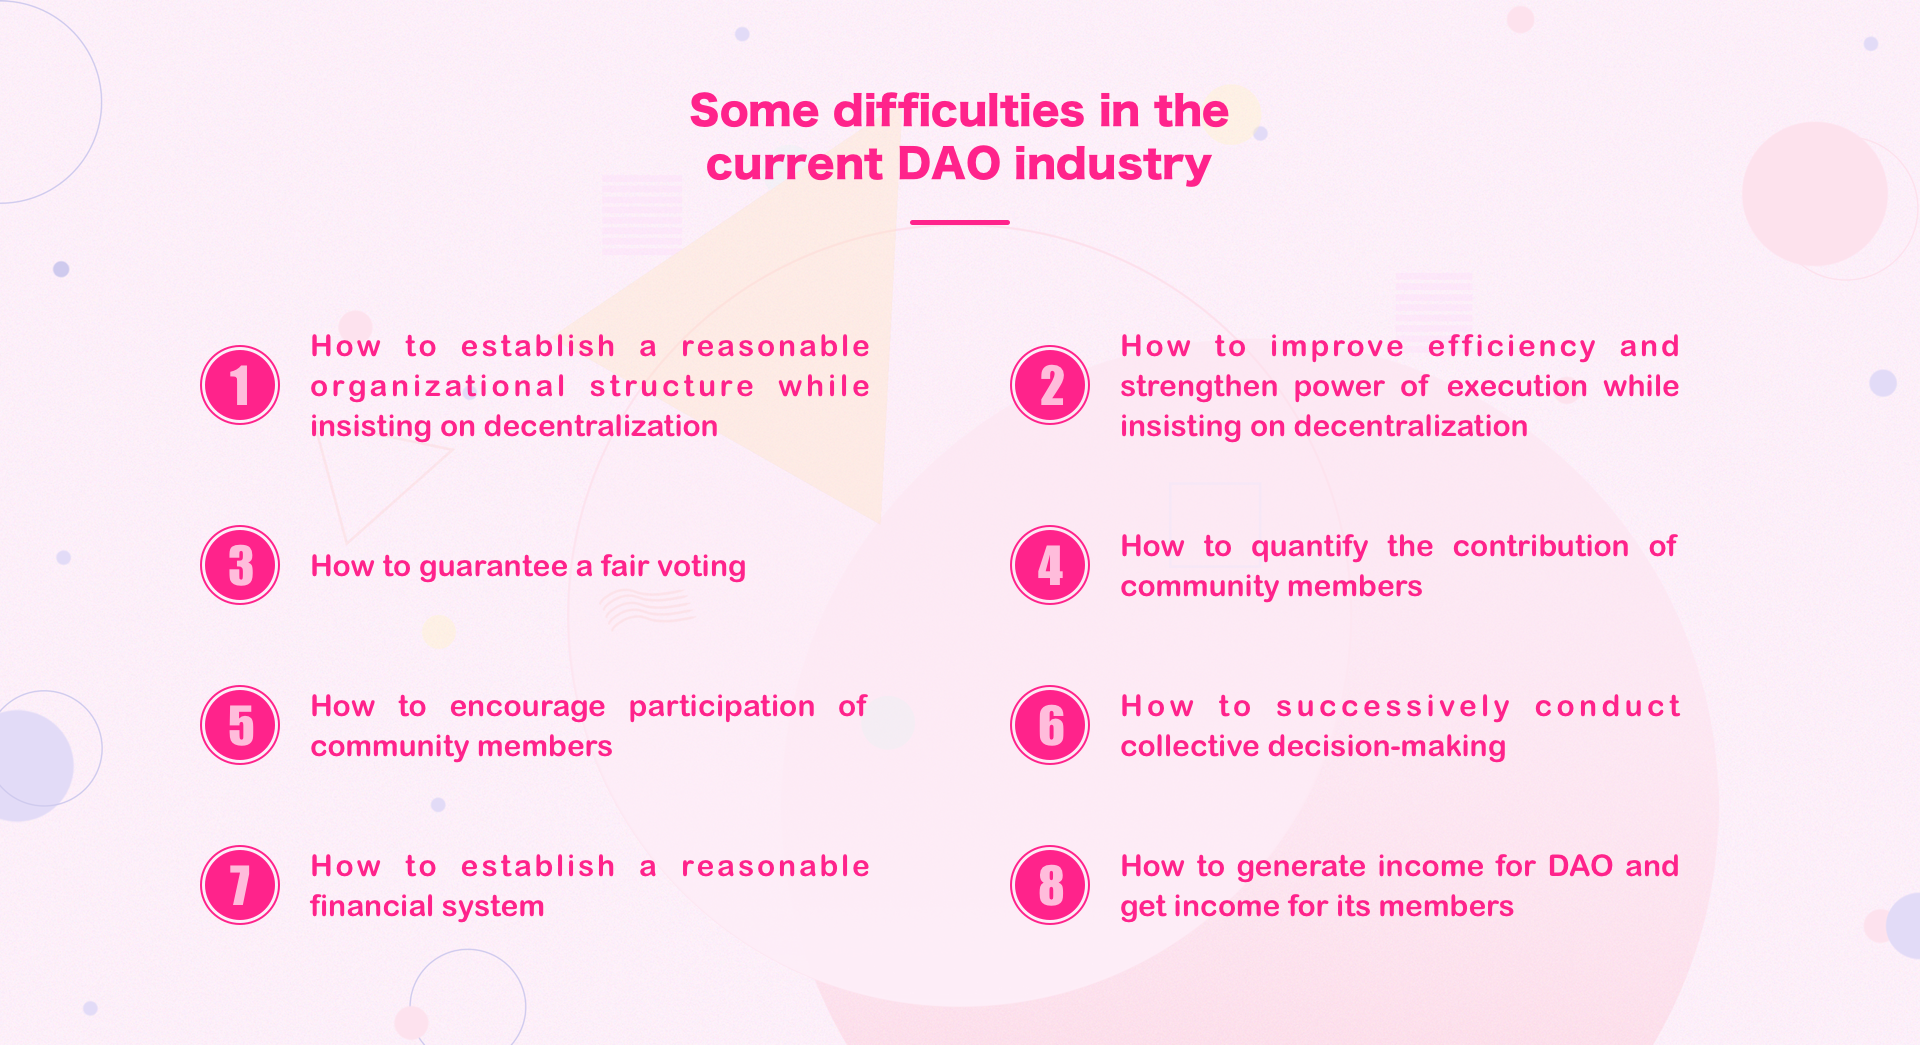 Some difficulties in the
current DAO industry
1
How to establish a reasonable
organizational structure while
insisting on decentralization
2
How to improve efficiency and
strengthen power of execution while
insisting on decentralization
3
How to guarantee a fair voting
4
How to quantify the contribution of
community members
5
How to encourage participation of
community members
6
How to successively conduct
collective decision-making
7
How to establish a reasonable
financial system
8
How to generate income for DAO and
get income for its members